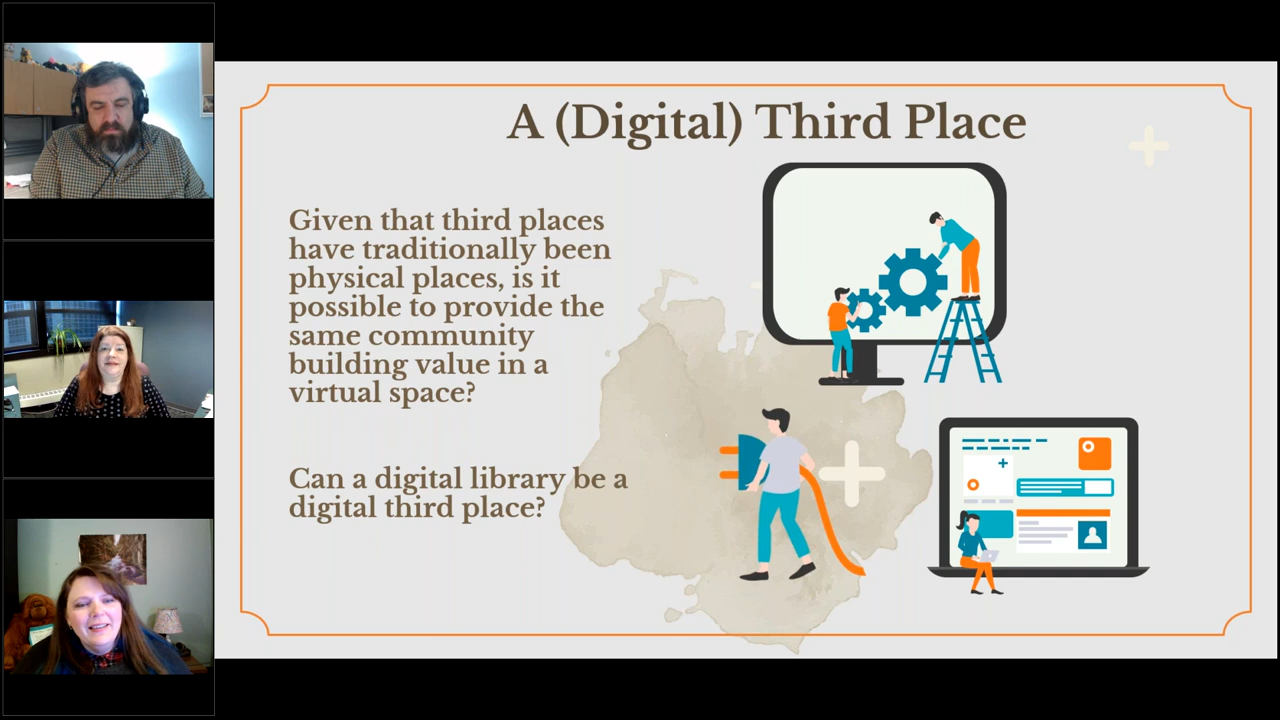 A (Digital) Third Place
Given that third places
have traditionally been
physical places, is it
possible to provide the
same community
building value in a
virtual space?
Can a digital library be a
digital third place?